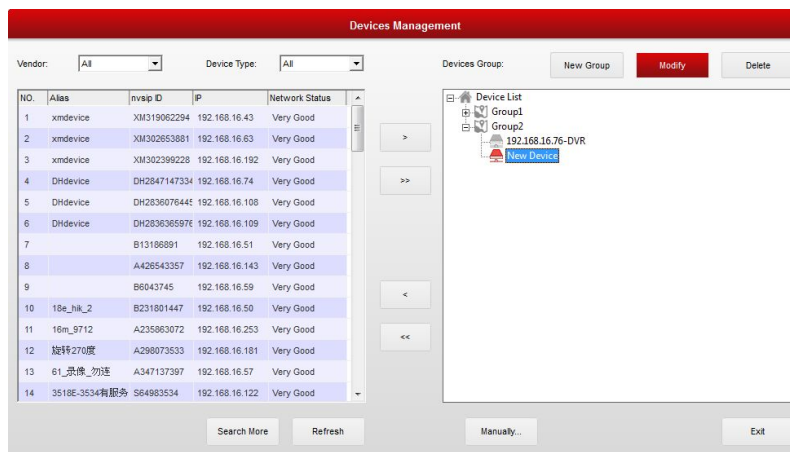 Devices Management
Vendor: All Device Type: All Devices Group: New Group Modify Delete
NO. Alias nvsip ID IP Network Status
1 xmdevice XM319062294 192.168.16.43 Very Good
2 xmdevice XM302653881 192.168.16.63 Very Good
3 xmdevice XM302399228 192.168.16.192 Very Good
4 DHdevice DH2847147334 192.168.16.74 Very Good
5 DHdevice DH2836076445 192.168.16.108 Very Good
6 DHdevice DH2836365976 192.168.16.109 Very Good
7 B13186891 192.168.16.51 Very Good
8 A426543357 192.168.16.143 Very Good
9 B6043745 192.168.16.59 Very Good
10 18e_hik_2 B231801447 192.168.16.50 Very Good
11 16m_9712 A235863072 192.168.16.253 Very Good
12 旋转270度 A298073533 192.168.16.181 Very Good
13 61_录像_勿连 A347137397 192.168.16.57 Very Good
14 3518E-3534有服务 S64983534 192.168.16.122 Very Good
>
>>
<
<<
Device List
Group1
Group2
192.168.16.76-DVR
New Device
Search More Refresh Manually... Exit